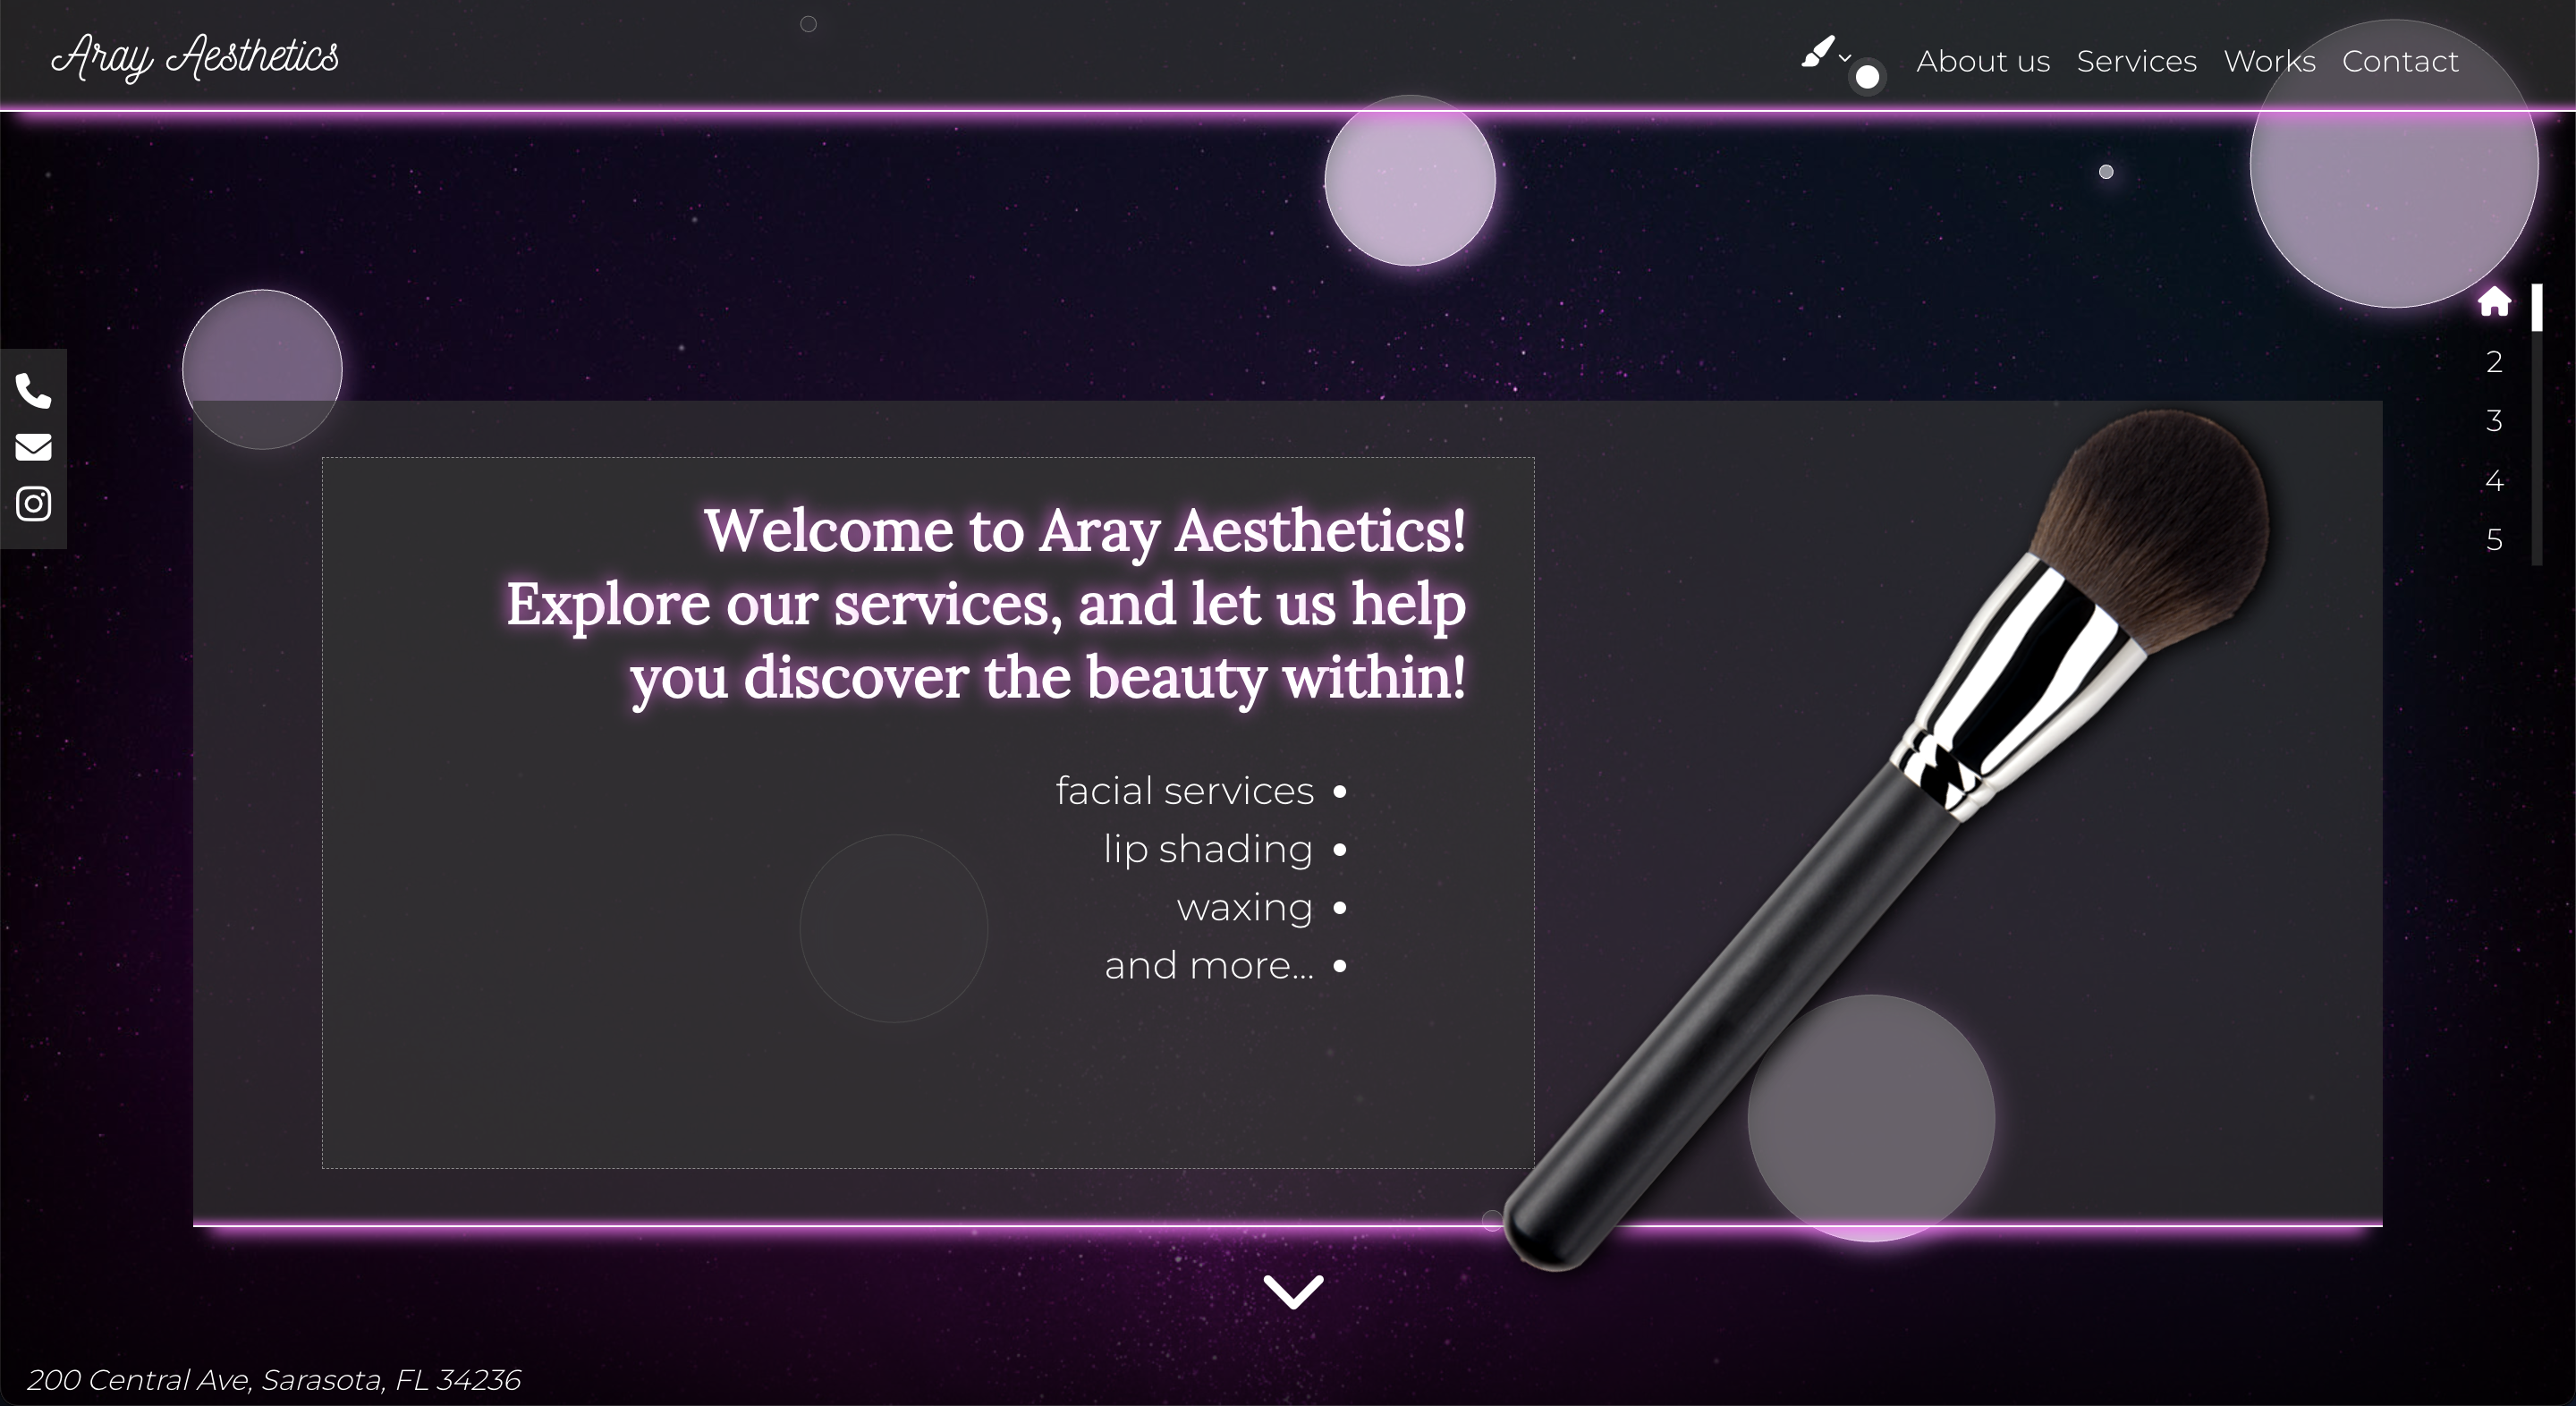 Aray Aesthetics
About us Services Works Contact
2
3
4
5
Welcome to Aray Aesthetics!
Explore our services, and let us help
you discover the beauty within!
facial services •
lip shading •
waxing •
and more... •
200 Central Ave, Sarasota, FL 34236